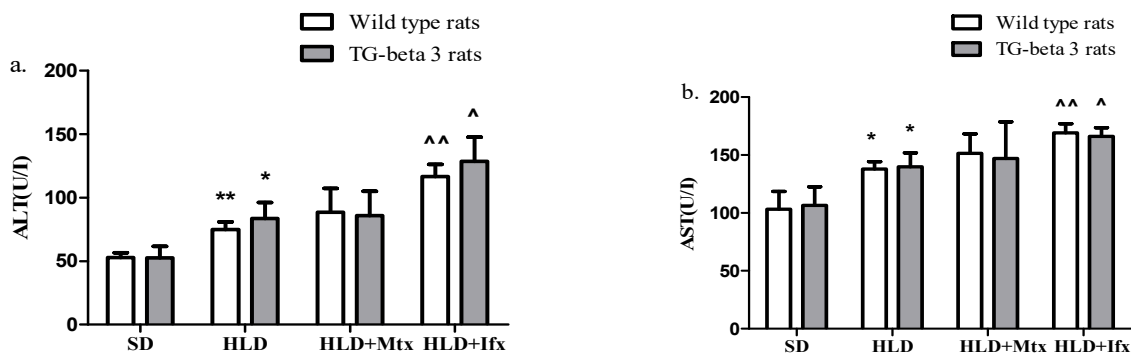 Wild type rats
TG-beta 3 rats
a.
200
150
100
50
0
ALT(U/I)
**
*
^^
^
SD HLD HLD+Mtx HLD+Ifx
Wild type rats
TG-beta 3 rats
b.
200
150
100
50
0
AST(U/I)
*
*
^^
^
SD HLD HLD+Mtx HLD+Ifx